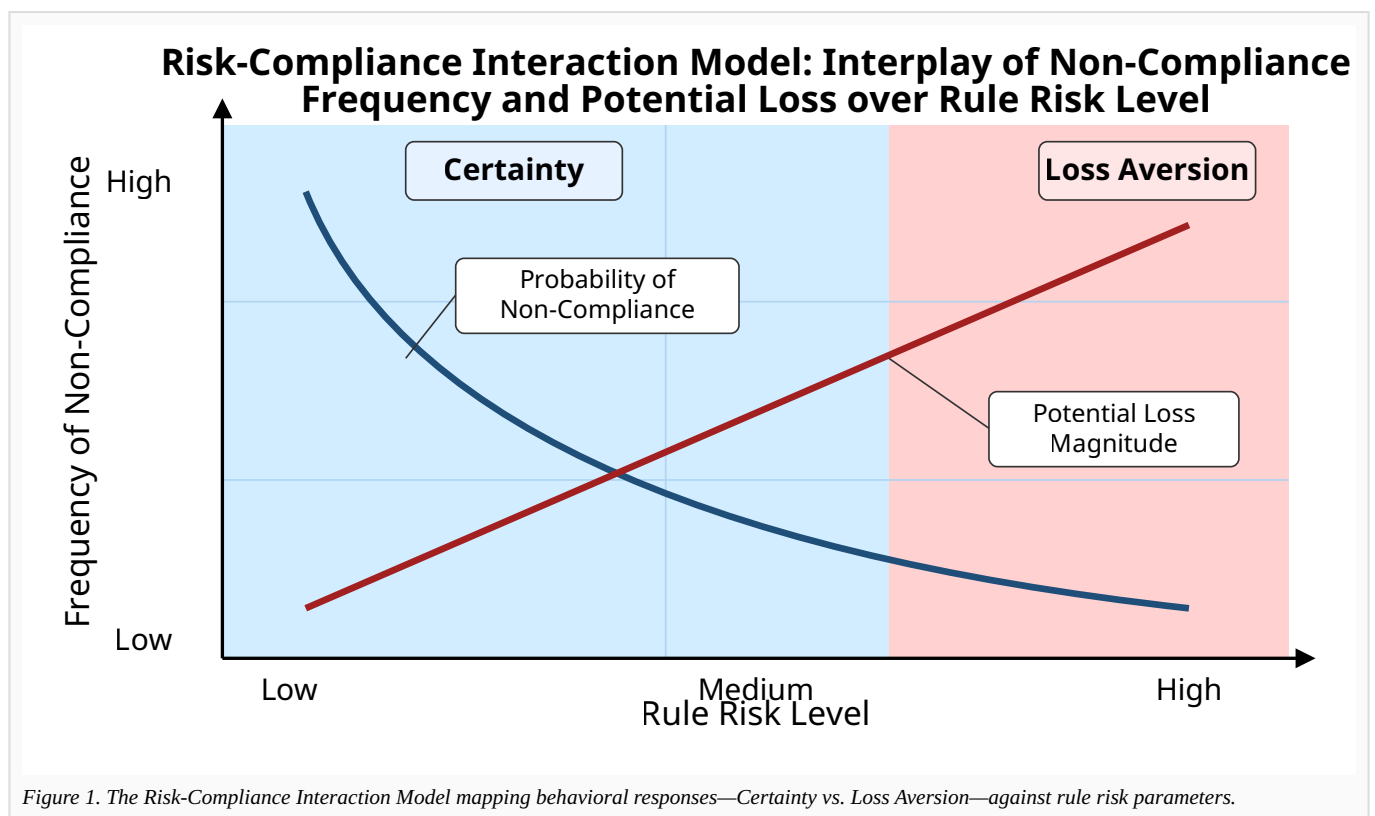 Risk-Compliance Interaction Model: Interplay of Non-Compliance
Frequency and Potential Loss over Rule Risk Level
Certainty
Loss Aversion
High
Frequency of Non-Compliance
Probability of
Non-Compliance
Potential Loss
Magnitude
Low
Low
Medium
High
Rule Risk Level
Figure 1. The Risk-Compliance Interaction Model mapping behavioral responses—Certainty vs. Loss Aversion—against rule risk parameters.